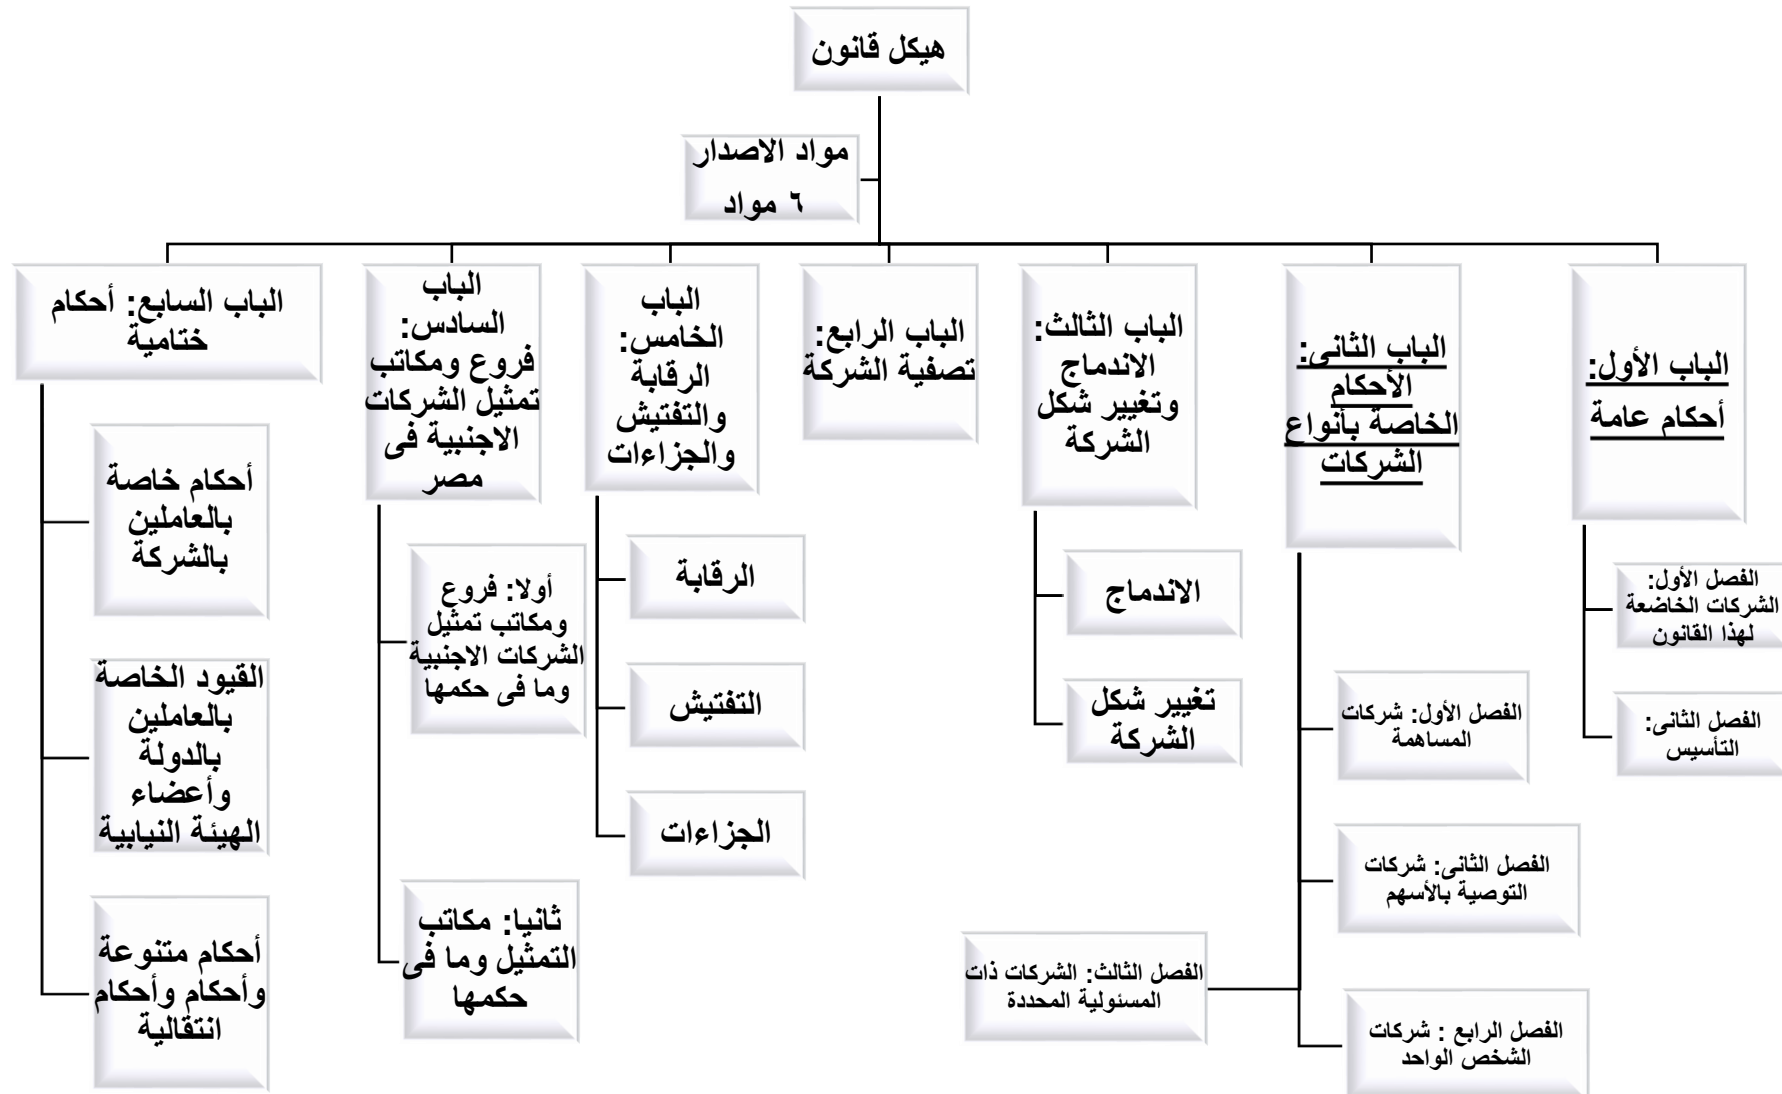 هيكل قانون
مواد الاصدار
٦ مواد
الباب الأول:
أحكام عامة
الفصل الأول:
الشركات الخاضعة
لهذا القانون
الفصل الثانى:
التأسيس
الباب الثانى:
الأحكام
الخاصة بأنواع
الشركات
الفصل الأول: شركات
المساهمة
الفصل الثانى: شركات
التوصية بالأسهم
الفصل الثالث: الشركات ذات
المسئولية المحددة
الفصل الرابع : شركات
الشخص الواحد
الباب الثالث:
الاندماج
وتغيير شكل
الشركة
الاندماج
تغيير شكل
الشركة
الباب الرابع:
تصفية الشركة
الباب
الخامس:
الرقابة
والتفتيش
والجزاءات
الرقابة
التفتيش
الجزاءات
الباب
السادس:
فروع ومكاتب
تمثيل الشركات
الاجنبية فى
مصر
أولا: فروع
ومكاتب تمثيل
الشركات الاجنبية
وما فى حكمها
ثانيا: مكاتب
التمثيل وما فى
حكمها
الباب السابع: أحكام
ختامية
أحكام خاصة
بالعاملين
بالشركة
القيود الخاصة
بالعاملين
بالدولة
وأعضاء
الهيئة النيابية
أحكام متنوعة
وأحكام وأحكام
انتقالية